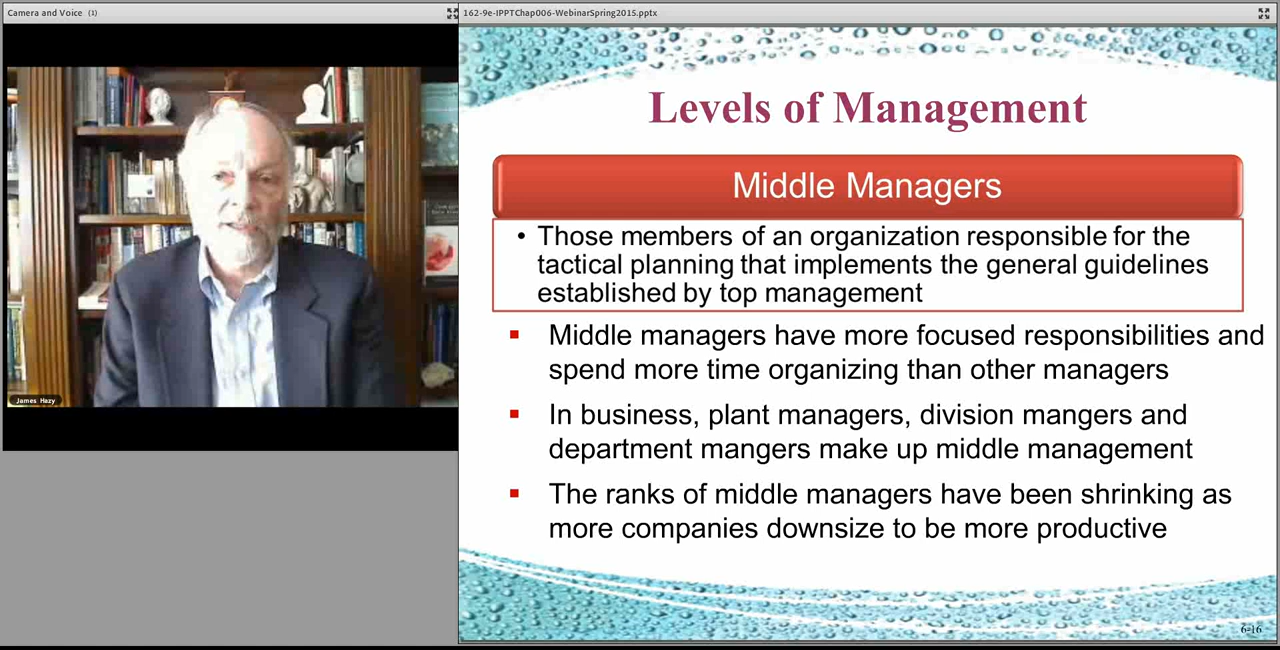 Camera and Voice (1)
162-9e-IPPTChap006-WebinarSpring2015.pptx
James Hazy
Levels of Management
Middle Managers
• Those members of an organization responsible for the
tactical planning that implements the general guidelines
established by top management
Middle managers have more focused responsibilities and
spend more time organizing than other managers
In business, plant managers, division mangers and
department mangers make up middle management
The ranks of middle managers have been shrinking as
more companies downsize to be more productive
6-16